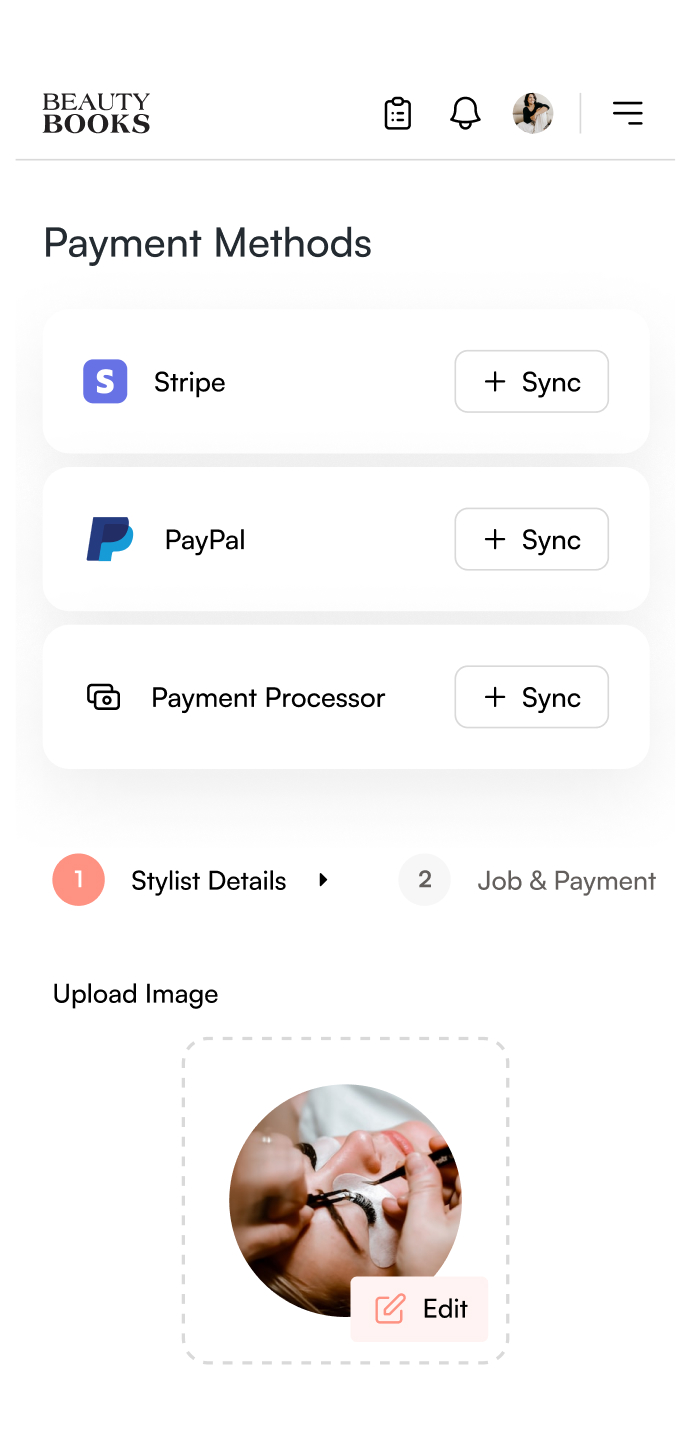 BEAUTY
BOOKS
Payment Methods
S Stripe + Sync
PayPal + Sync
Payment Processor + Sync
1 Stylist Details 2 Job & Payment
Upload Image
Edit